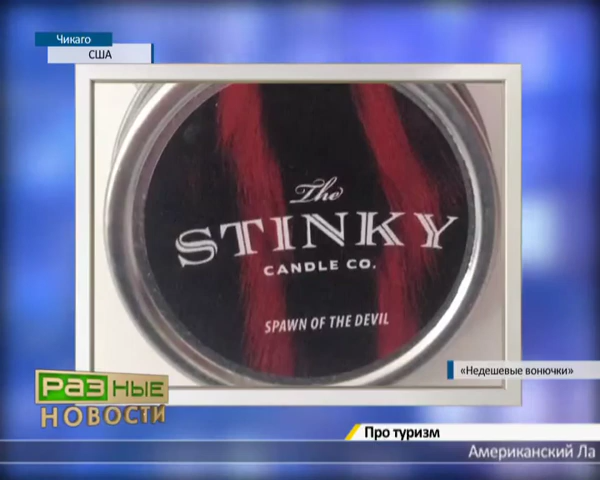 Чикаго
США
The
STINKY
CANDLE CO.
SPAWN OF THE DEVIL
«Недешевые вонючки»
Разные
НОВОСТИ
Про туризм
Американский Ла